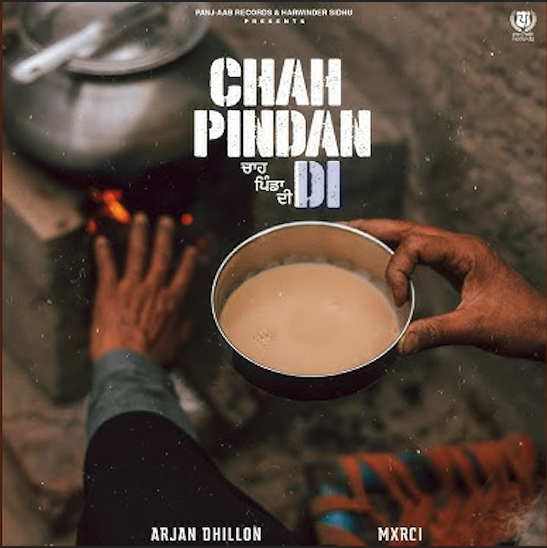 PANJ-AAB RECORDS & HARWINDER SIDHU
PRESENTS
CHAH
PINDAN
DI
ਚਾਹ
ਪਿੰਡਾਂ
ਦੀ
ARJAN DHILLON
MXRCI